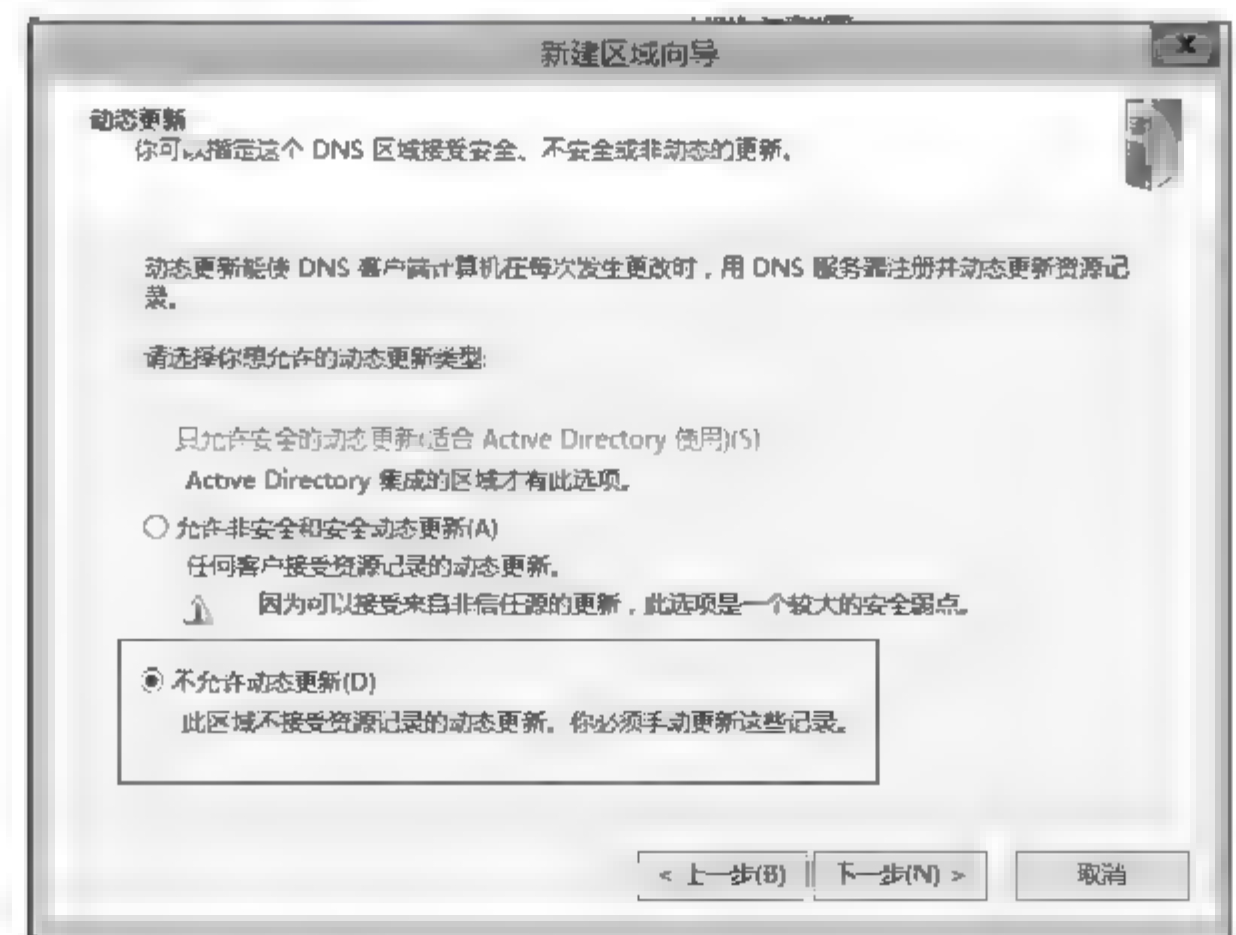 新建区域向导
动态更新
你可以指定这个 DNS 区域接受安全、不安全或非动态的更新。
动态更新能使 DNS 客户端计算机在每次发生更改时，用 DNS 服务器注册并动态更新资源记
录。
请选择你想允许的动态更新类型:
只允许安全的动态更新(适合 Active Directory 使用)(S)
Active Directory 集成的区域才有此选项。
允许非安全和安全动态更新(A)
任何客户接受资源记录的动态更新。
因为可以接受来自非信任源的更新，此选项是一个较大的安全弱点。
不允许动态更新(D)
此区域不接受资源记录的动态更新。你必须手动更新这些记录。
< 上一步(B) 下一步(N) > 取消